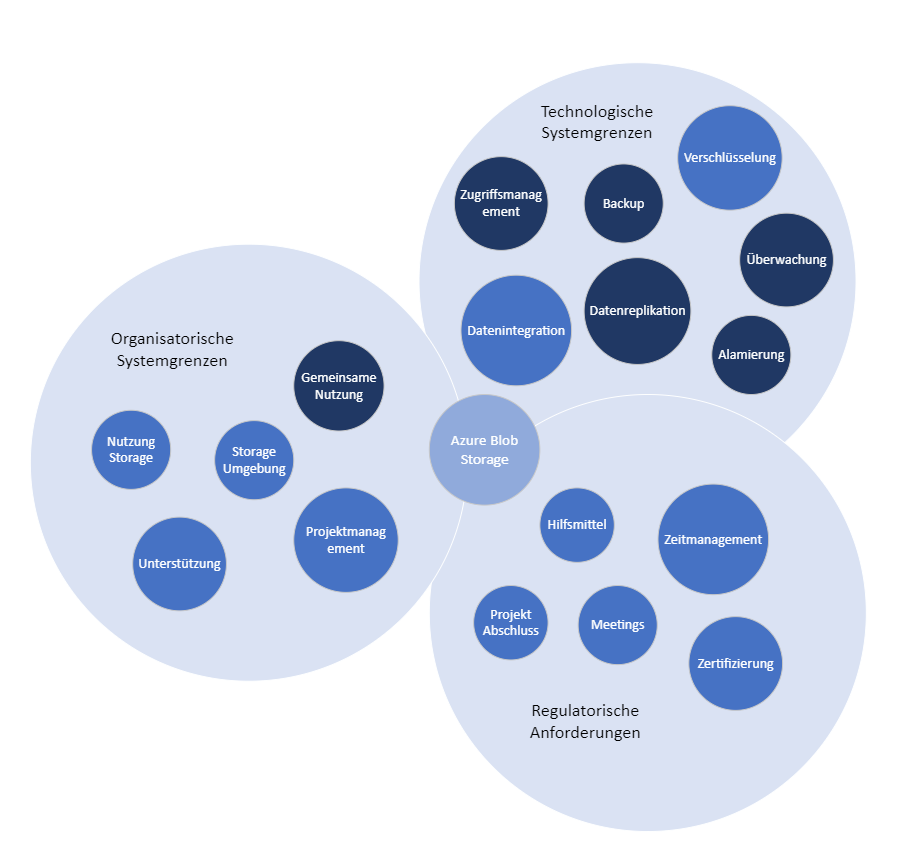 Technologische
Systemgrenzen
Verschlüsselung
Zugriffsmanag
ement
Backup
Überwachung
Datenintegration
Datenreplikation
Alamierung
Organisatorische
Systemgrenzen
Gemeinsame
Nutzung
Nutzung
Storage
Storage
Umgebung
Projektmanag
ement
Unterstützung
Azure Blob
Storage
Hilfsmittel
Zeitmanagement
Projekt
Abschluss
Meetings
Zertifizierung
Regulatorische
Anforderungen